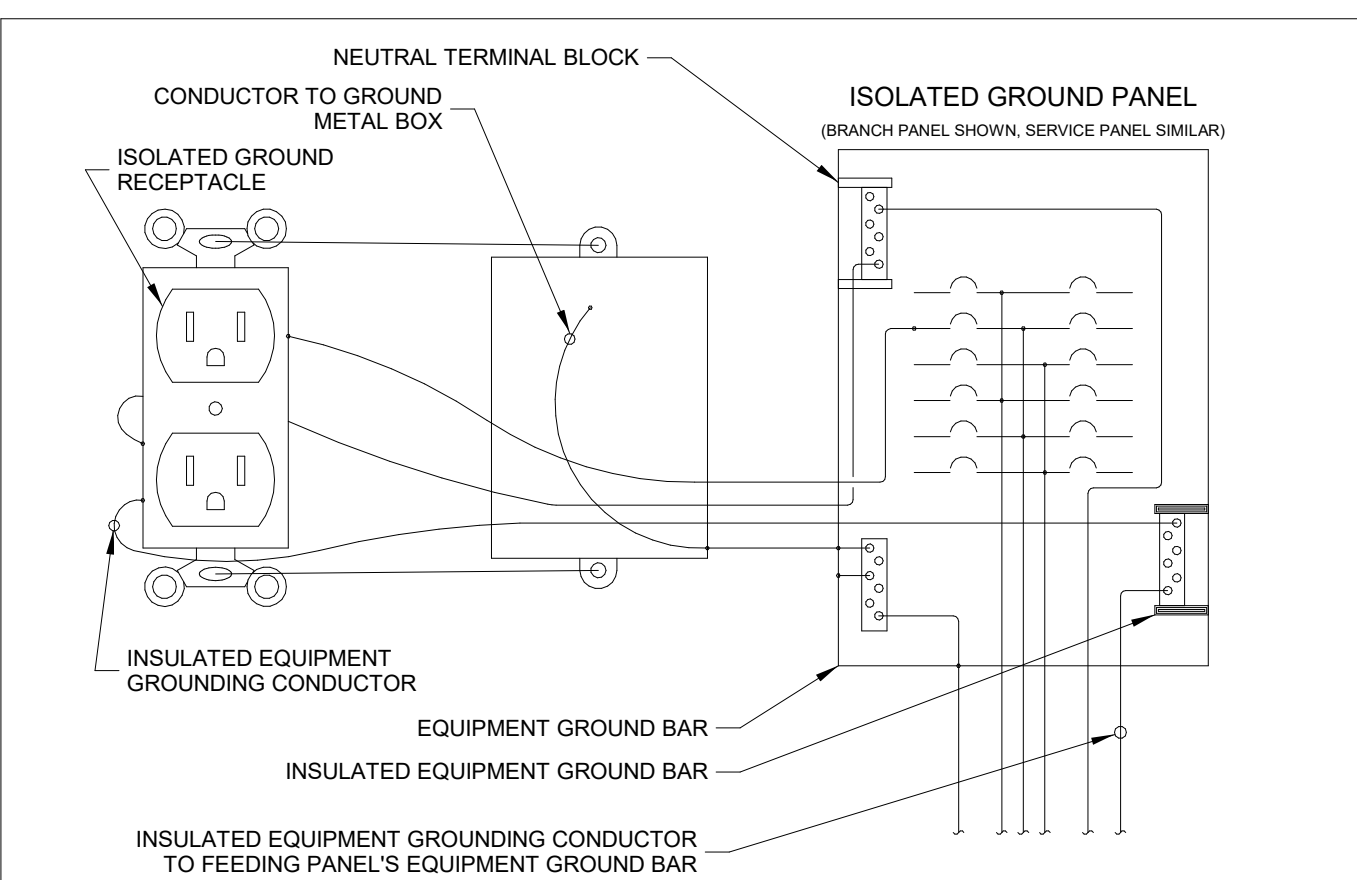 NEUTRAL TERMINAL BLOCK
CONDUCTOR TO GROUND
METAL BOX
ISOLATED GROUND
RECEPTACLE
ISOLATED GROUND PANEL
(BRANCH PANEL SHOWN, SERVICE PANEL SIMILAR)
INSULATED EQUIPMENT
GROUNDING CONDUCTOR
EQUIPMENT GROUND BAR
INSULATED EQUIPMENT GROUND BAR
INSULATED EQUIPMENT GROUNDING CONDUCTOR
TO FEEDING PANEL'S EQUIPMENT GROUND BAR